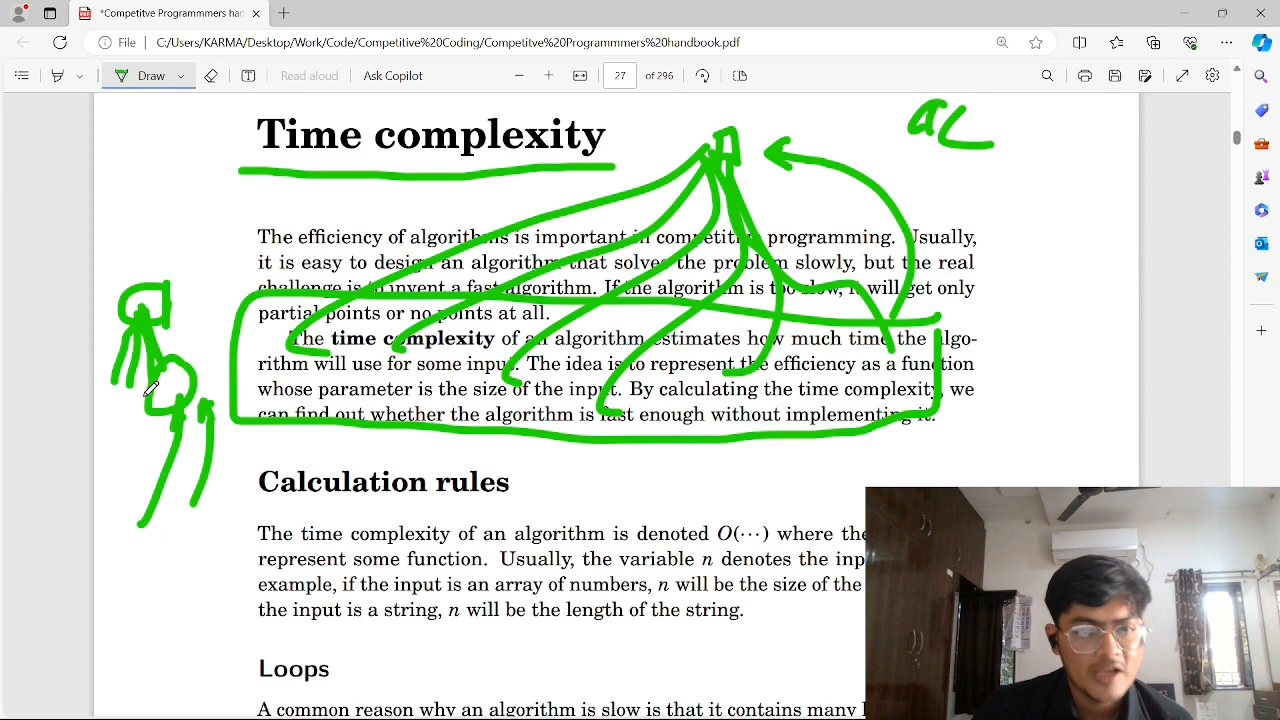 *Competitive Programmmers han
File
C:/Users/KARMA/Desktop/Work/Code/Competitive%20Coding/Competitve%20Programmmers%20handbook.pdf
Draw
Read aloud
Ask Copilot
27
of 296
ac
Time complexity
The efficiency of algorithms is important in competitive programming. Usually,
it is easy to design an algorithm that solves the problem slowly, but the real
challenge is to invent a fast algorithm. If the algorithm is too slow, it will get only
partial points or no points at all.
The time complexity of an algorithm estimates how much time the algo-
rithm will use for some input. The idea is to represent the efficiency as a function
whose parameter is the size of the input. By calculating the time complexity, we
can find out whether the algorithm is fast enough without implementing it.
Calculation rules
The time complexity of an algorithm is denoted O(···) where the
represent some function. Usually, the variable n denotes the inp
example, if the input is an array of numbers, n will be the size of the
the input is a string, n will be the length of the string.
Loops
A common reason why an algorithm is slow is that it contains many